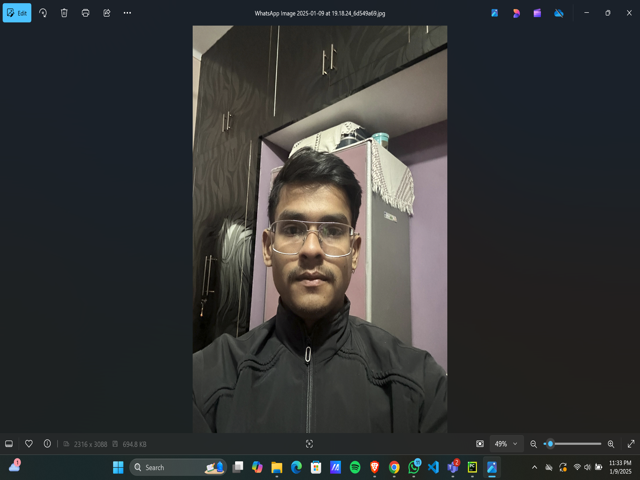 Edit
WhatsApp Image 2025-01-09 at 19.18.24_6d549a69.jpg
2316 x 3088
694.8 KB
49%
Search
11:33 PM
1/9/2025